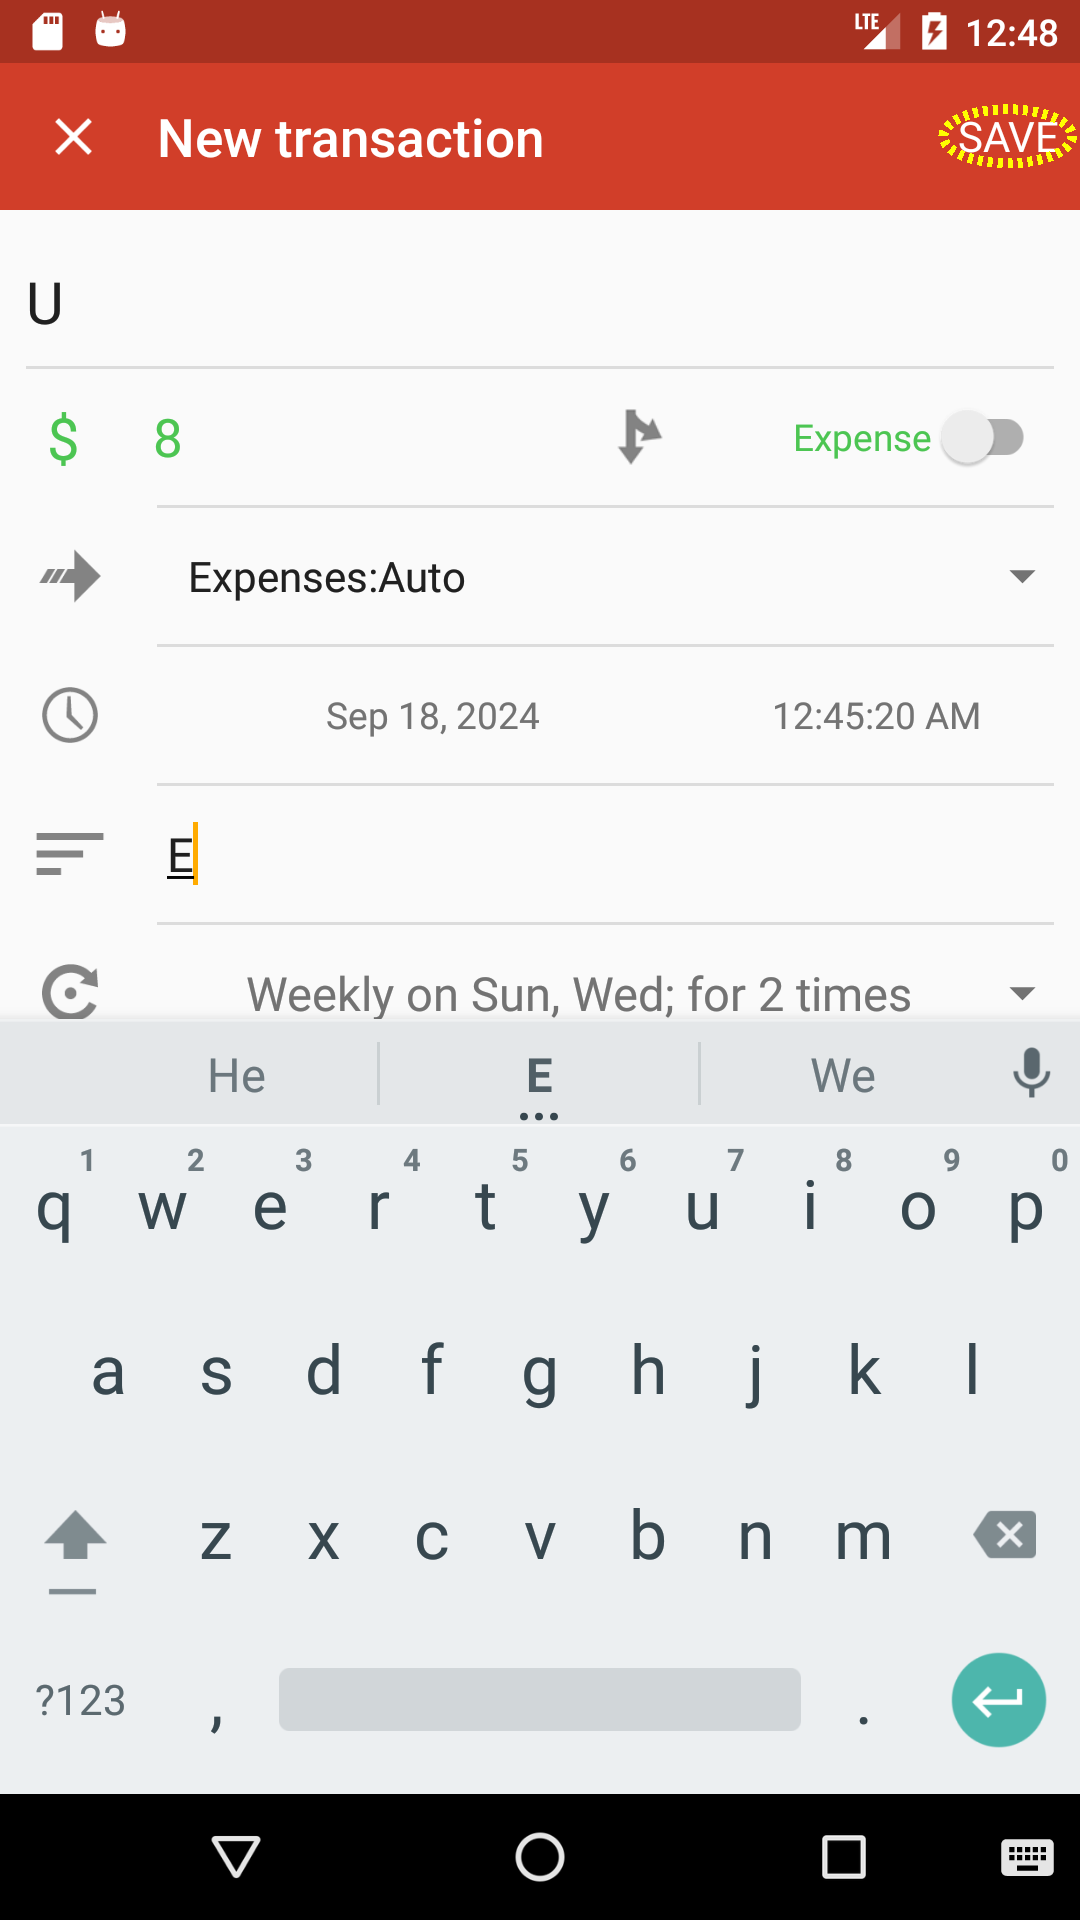 LTE 12:48
New transaction SAVE
U
$ 8 Expense
Expenses:Auto
Sep 18, 2024 12:45:20 AM
E
Weekly on Sun, Wed; for 2 times
He E We
1 2 3 4 5 6 7 8 9 0
q w e r t y u i o p
a s d f g h j k l
z x c v b n m
?123 , .